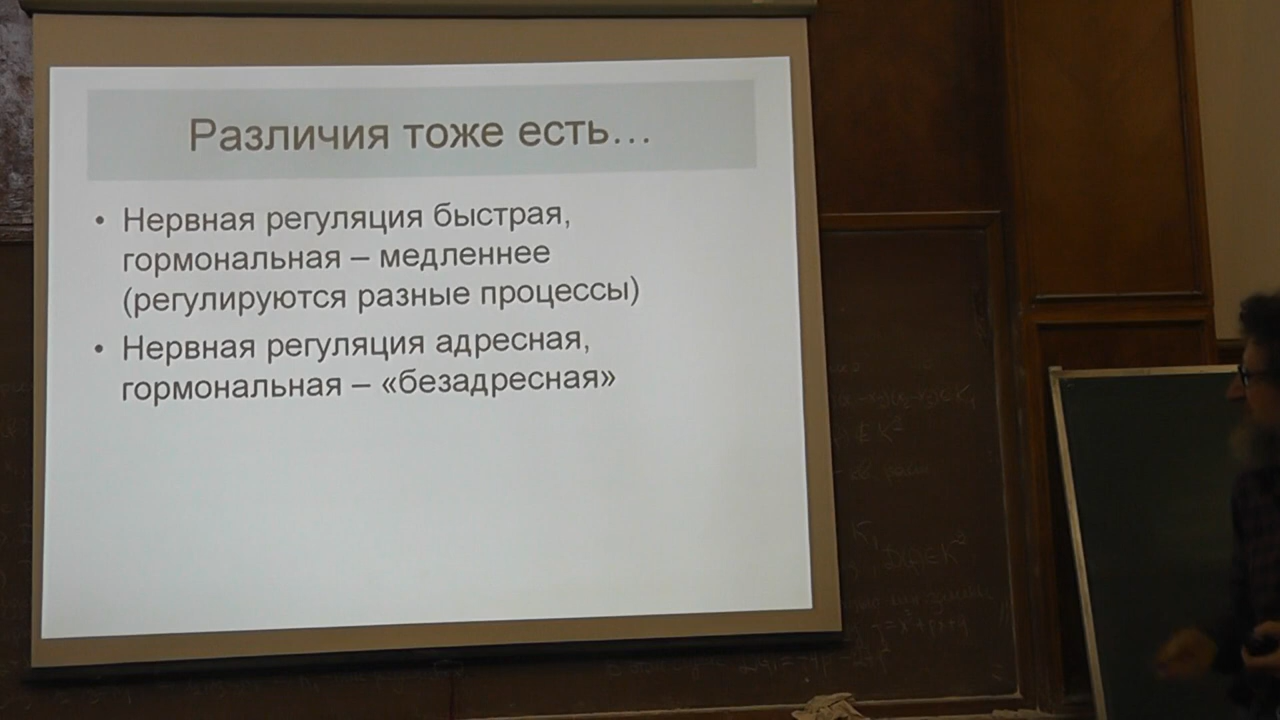 Различия тоже есть...
• Нервная регуляция быстрая,
гормональная – медленнее
(регулируются разные процессы)
• Нервная регуляция адресная,
гормональная – «безадресная»